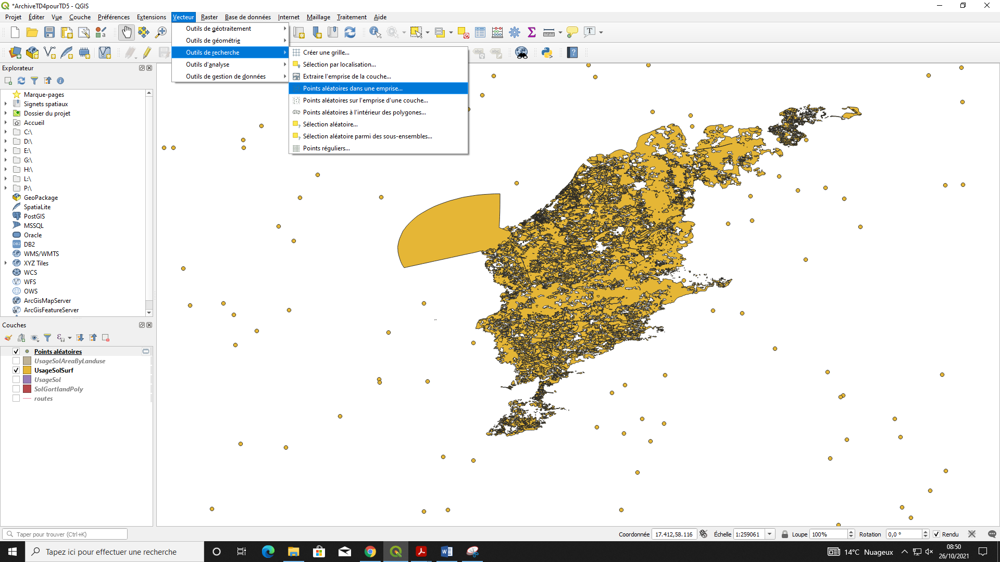 *ArchiveTD4pourTD5 - QGIS
Projet Éditer Vue Couche Préférences Extensions Vecteur Raster Base de données Internet Maillage Traitement Aide
Outils de géotraitement
Outils de géométrie
Outils de recherche
Outils d'analyse
Outils de gestion de données
Créer une grille...
Sélection par localisation...
Extraire l'emprise de la couche...
Points aléatoires dans une emprise...
Points aléatoires sur l'emprise d'une couche...
Points aléatoires à l'intérieur des polygones...
Sélection aléatoire...
Sélection aléatoire parmi des sous-ensembles...
Points réguliers...
Explorateur
Marque-pages
Signets spatiaux
Dossier du projet
Accueil
C:\
D:\
E:\
G:\
H:\
L:\
P:\
GeoPackage
SpatiaLite
PostGIS
MSSQL
Oracle
DB2
WMS/WMTS
XYZ Tiles
WCS
WFS
OWS
ArcGisMapServer
ArcGisFeatureServer
Couches
Points aléatoires
UsageSolAreaByLanduse
UsageSolSurf
UsageSol
SolGortlandPoly
routes
Taper pour trouver (Ctrl+K)
Coordonnée 17.412,58.116 Échelle 1:259061 Loupe 100% Rotation 0,0 ° Rendu
Tapez ici pour effectuer une recherche
14°C Nuageux
08:50
26/10/2021